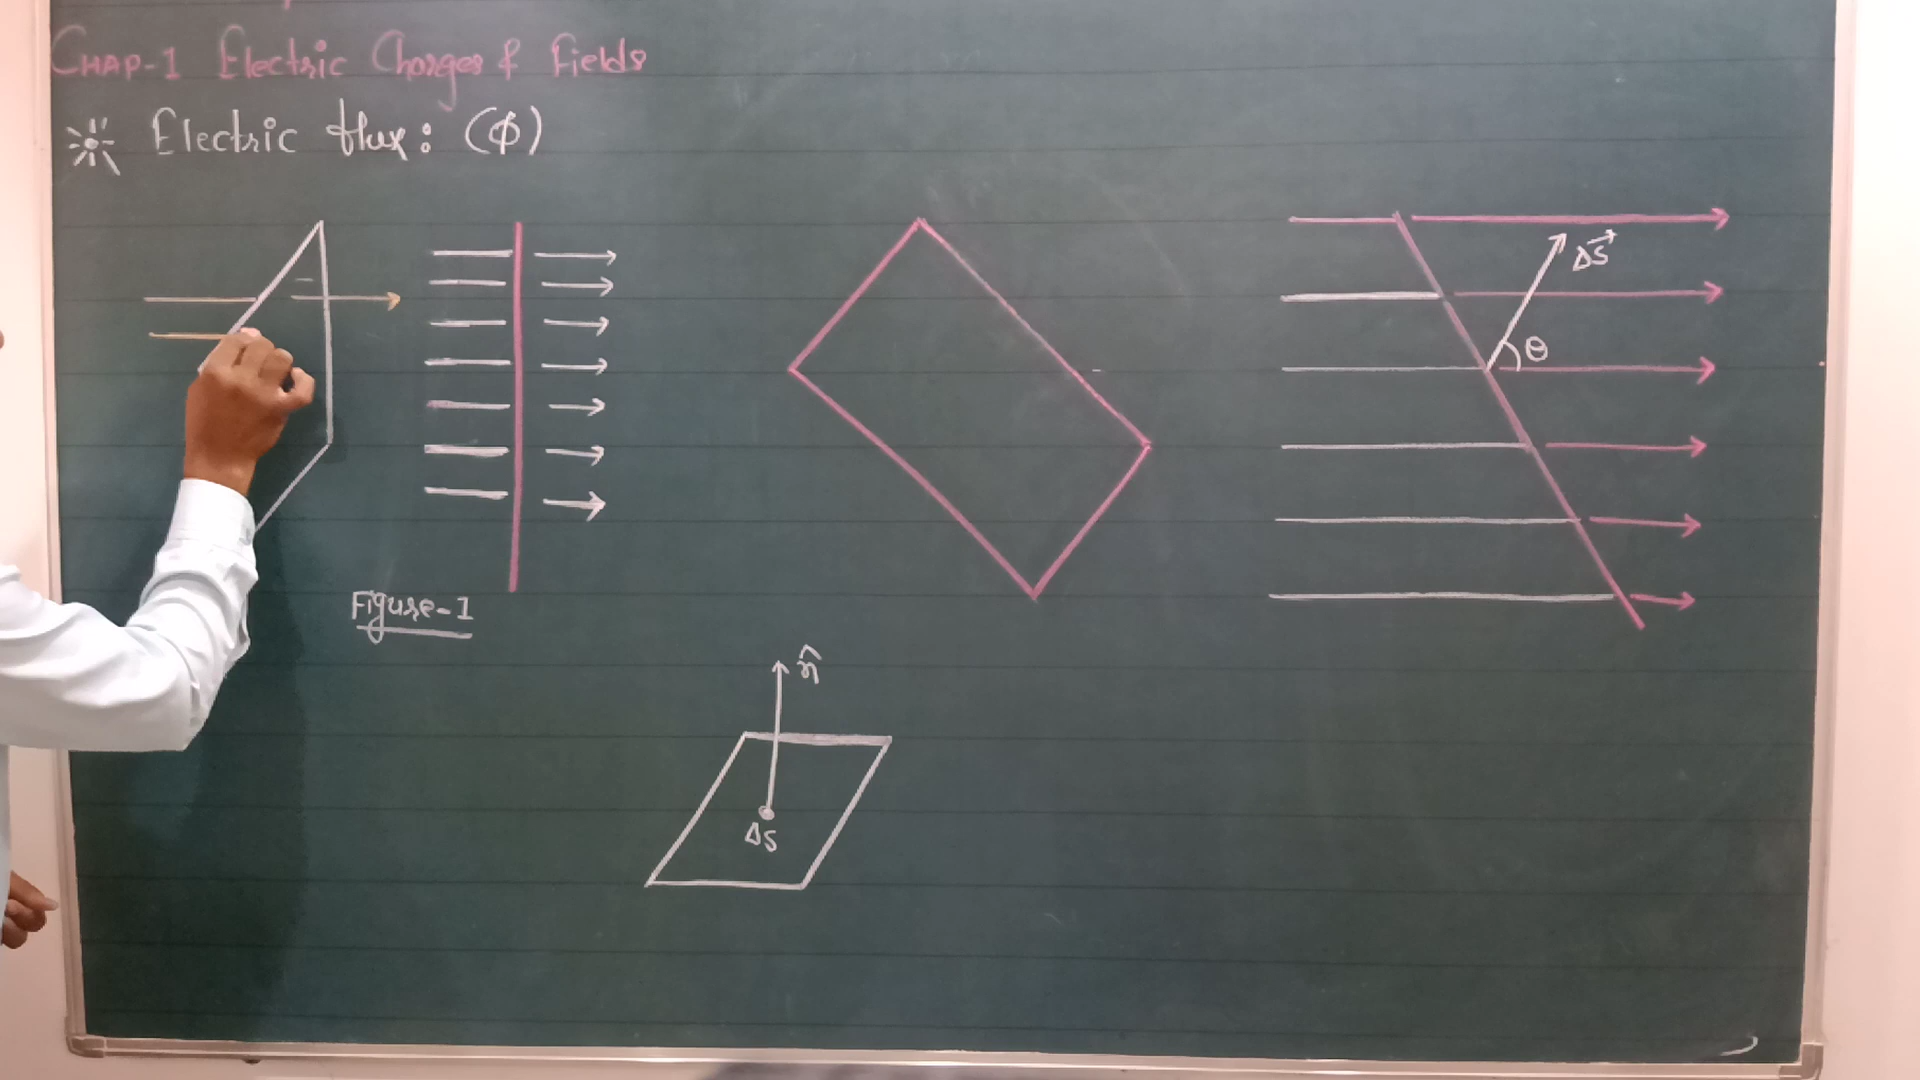 CHAP-1 Electric Charges & Fields
Electric flux: (ϕ)
ΔS⃗
θ
Figure-1
n̂
ΔS